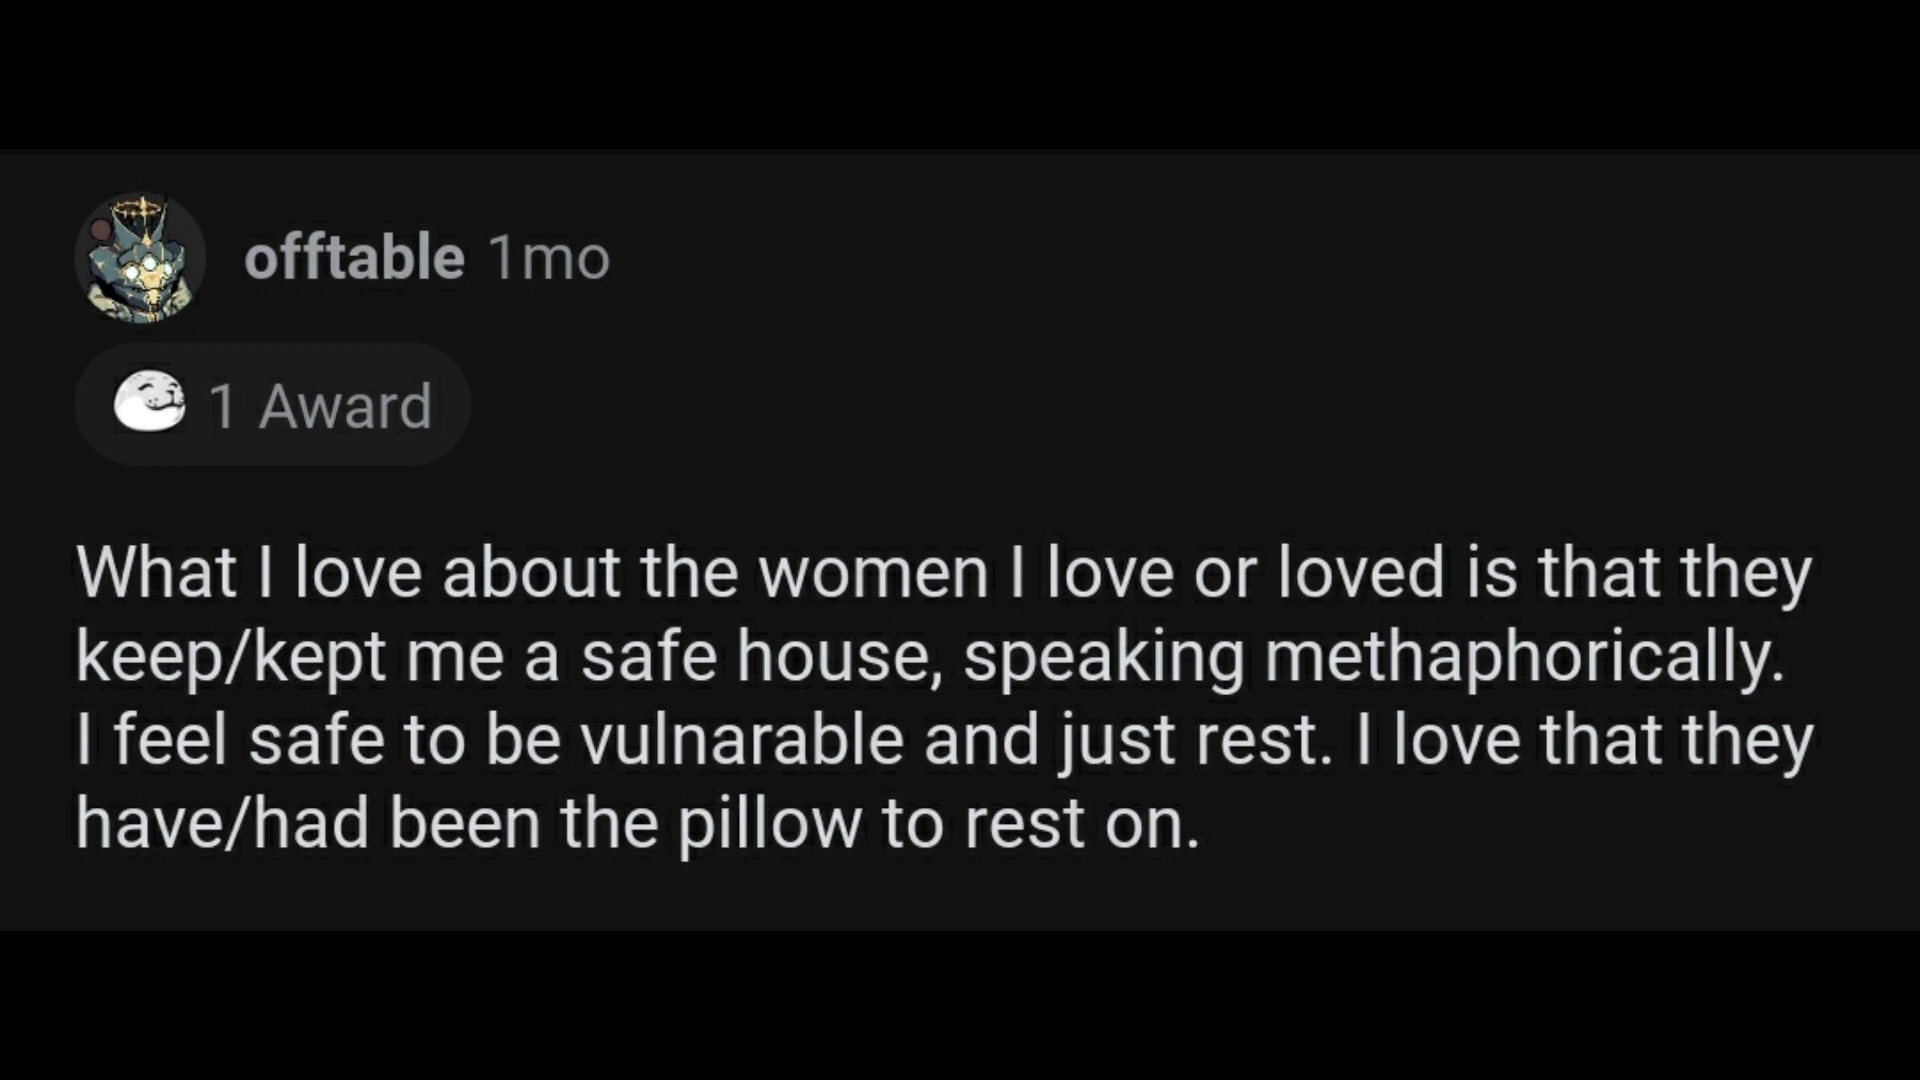 offtable 1mo
1 Award
What I love about the women I love or loved is that they
keep/kept me a safe house, speaking methaphorically.
I feel safe to be vulnarable and just rest. I love that they
have/had been the pillow to rest on.